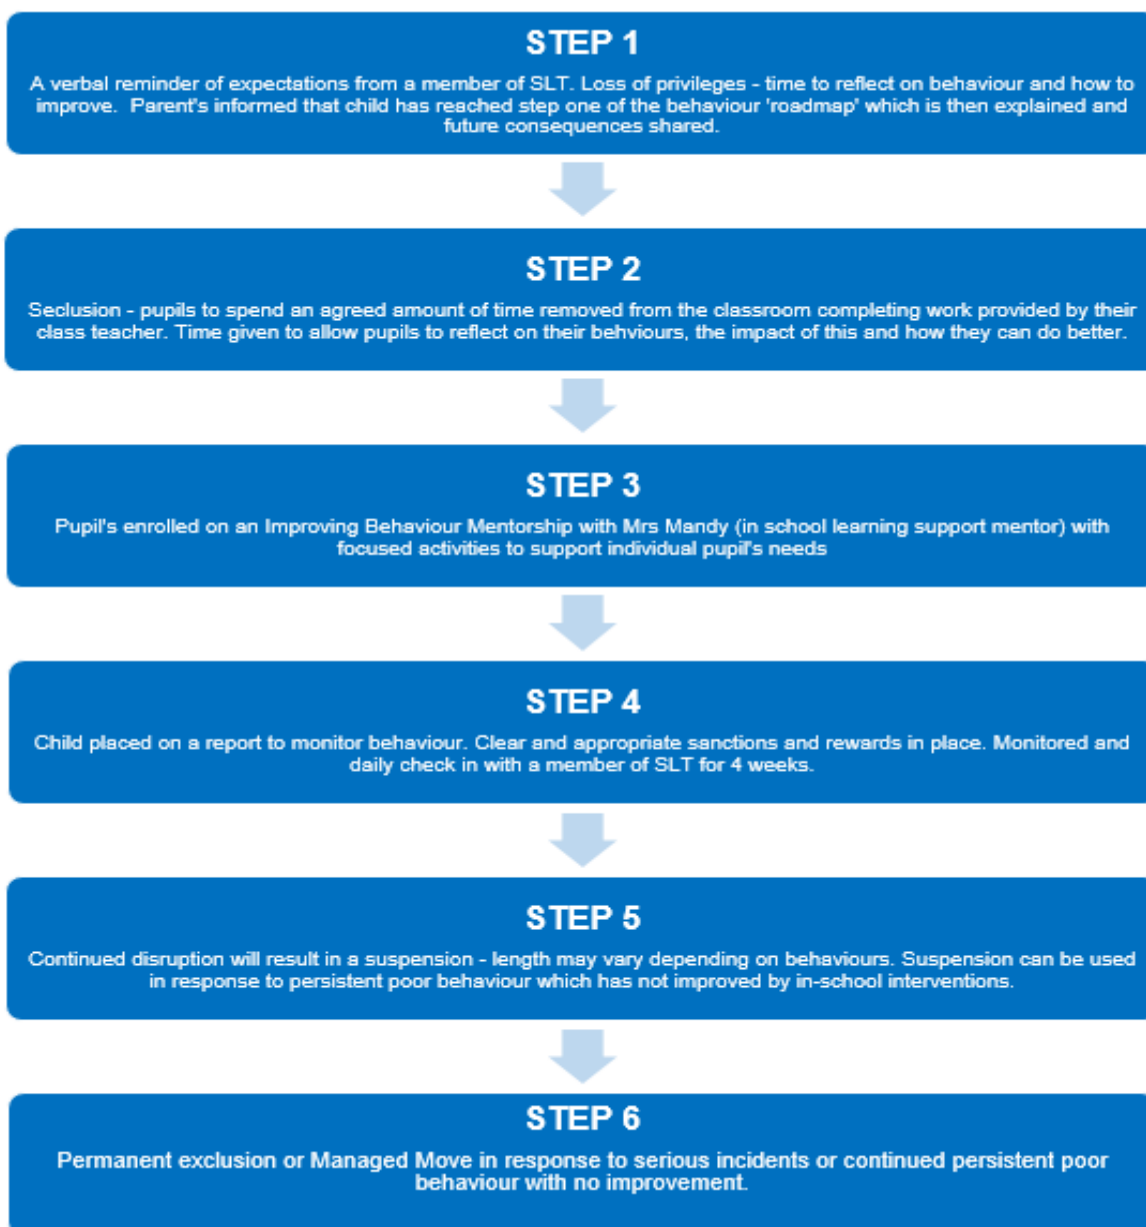 STEP 1
A verbal reminder of expectations from a member of SLT. Loss of privileges - time to reflect on behaviour and how to
improve.  Parent's informed that child has reached step one of the behaviour 'roadmap' which is then explained and
future consequences shared.
STEP 2
Seclusion - pupils to spend an agreed amount of time removed from the classroom completing work provided by their
class teacher. Time given to allow pupils to reflect on their behviours, the impact of this and how they can do better.
STEP 3
Pupil's enrolled on an Improving Behaviour Mentorship with Mrs Mandy (in school learning support mentor) with
focused activities to support individual pupil's needs
STEP 4
Child placed on a report to monitor behaviour. Clear and appropriate sanctions and rewards in place. Monitored and
daily check in with a member of SLT for 4 weeks.
STEP 5
Continued disruption will result in a suspension - length may vary depending on behaviours. Suspension can be used
in response to persistent poor behaviour which has not improved by in-school interventions.
STEP 6
Permanent exclusion or Managed Move in response to serious incidents or continued persistent poor
behaviour with no improvement.